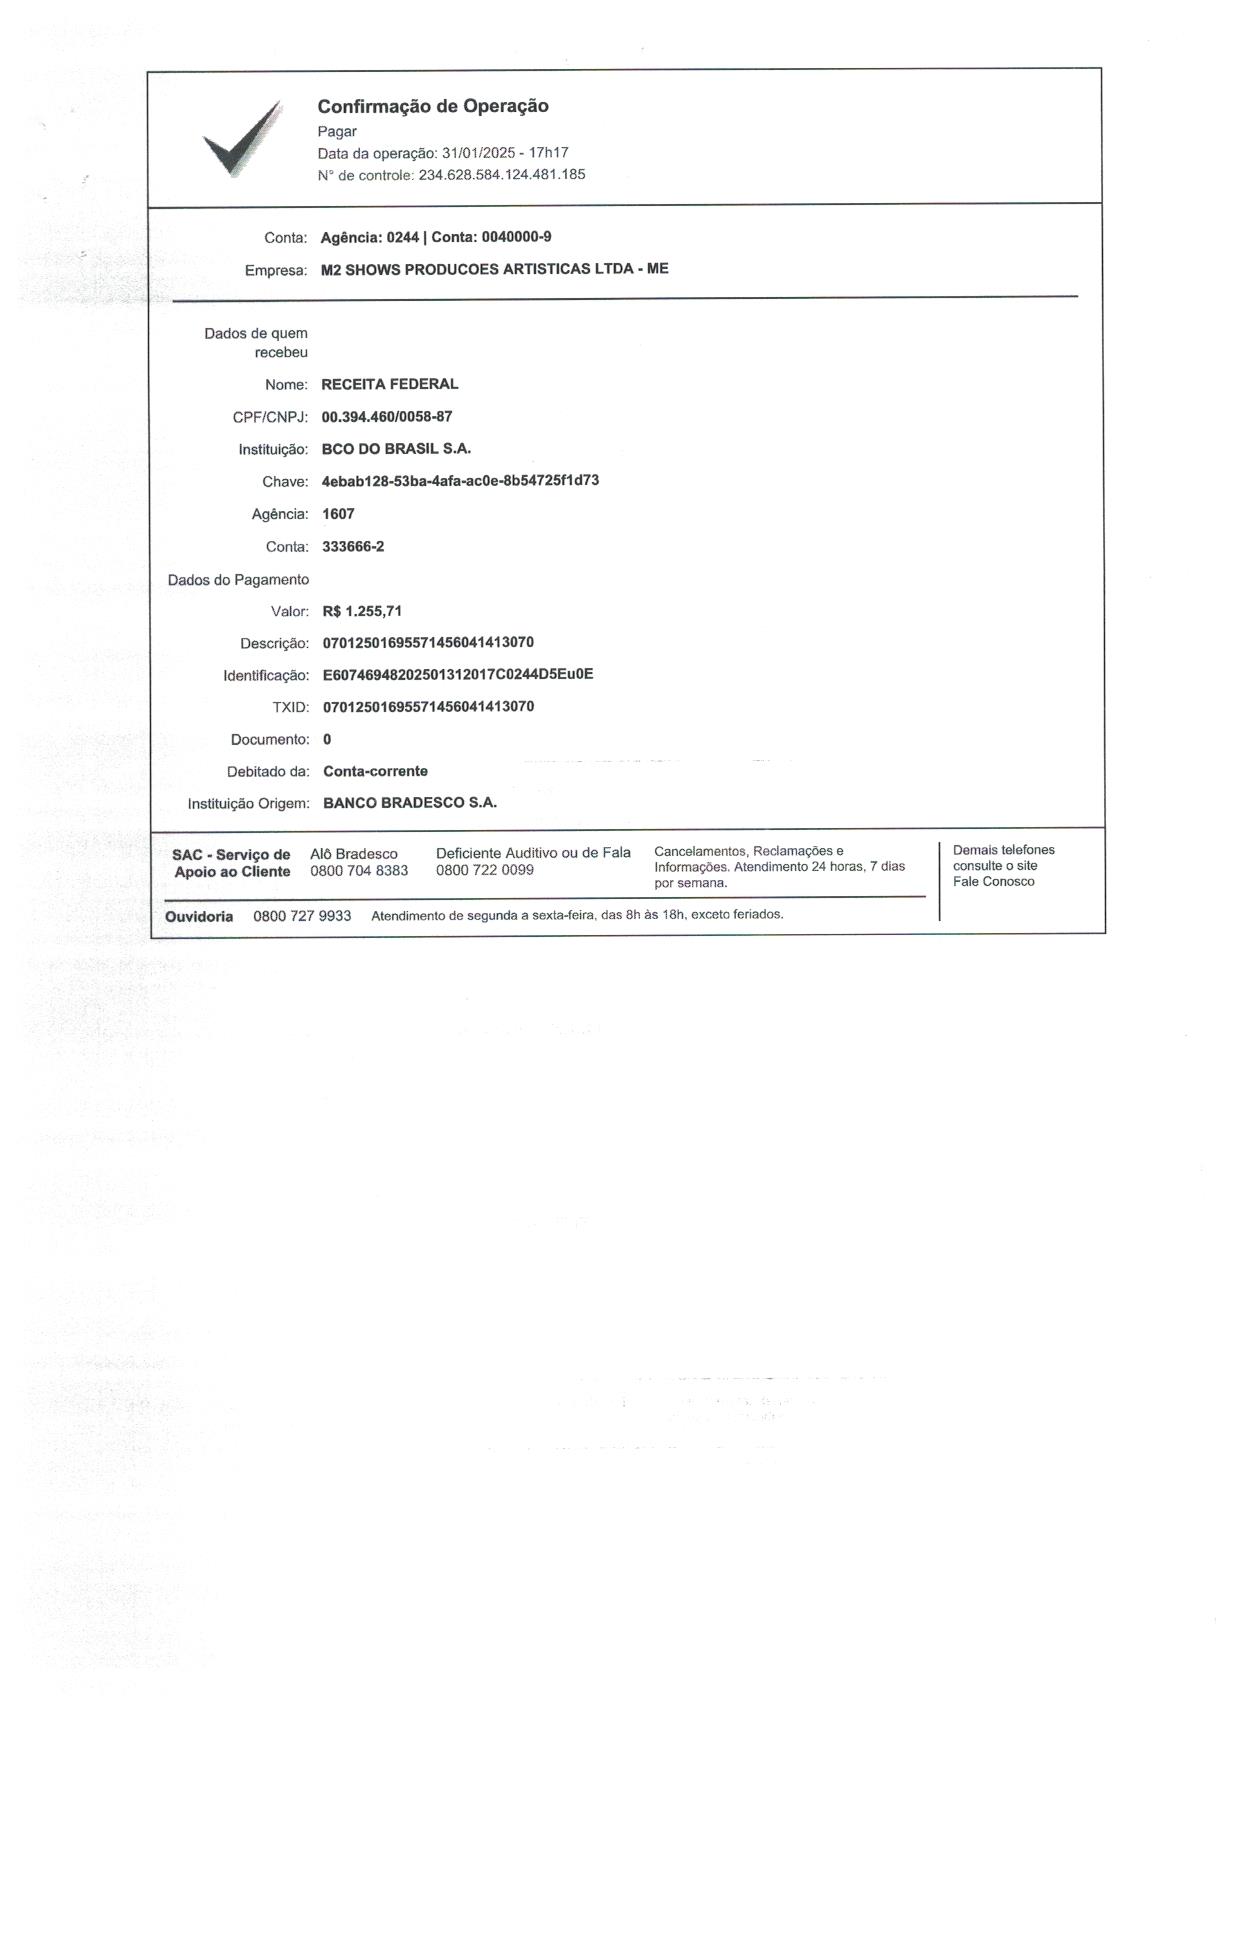 Confirmação de Operação
Pagar
Data da operação: 31/01/2025 - 17h17
N° de controle: 234.628.584.124.481.185
Conta: Agência: 0244 | Conta: 0040000-9
Empresa: M2 SHOWS PRODUCOES ARTISTICAS LTDA - ME
Dados de quem
recebeu
Nome: RECEITA FEDERAL
CPF/CNPJ: 00.394.460/0058-87
Instituição: BCO DO BRASIL S.A.
Chave: 4ebab128-53ba-4afa-ac0e-8b54725f1d73
Agência: 1607
Conta: 333666-2
Dados do Pagamento
Valor: R$ 1.255,71
Descrição: 07012501695571456041413070
Identificação: E60746948202501312017C0244D5Eu0E
TXID: 07012501695571456041413070
Documento: 0
Debitado da: Conta-corrente
Instituição Origem: BANCO BRADESCO S.A.
SAC - Serviço de
Apoio ao Cliente
Alô Bradesco
0800 704 8383
Deficiente Auditivo ou de Fala
0800 722 0099
Cancelamentos, Reclamações e
Informações. Atendimento 24 horas, 7 dias
por semana.
Demais telefones
consulte o site
Fale Conosco
Ouvidoria 0800 727 9933 Atendimento de segunda a sexta-feira, das 8h às 18h, exceto feriados.